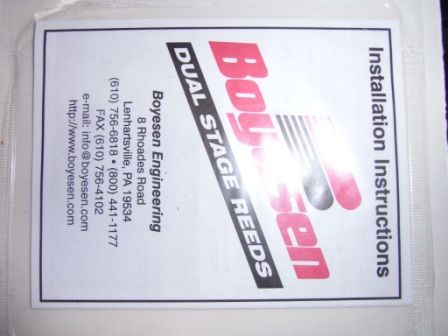 Installation Instructions
Boyesen
DUAL STAGE REEDS
Boyesen Engineering
8 Rhoades Road
Lenhartsville, PA 19534
(610) 756-6818 • (800) 441-1177
FAX (610) 756-4102
e-mail: info@boyesen.com
http://www.boyesen.com